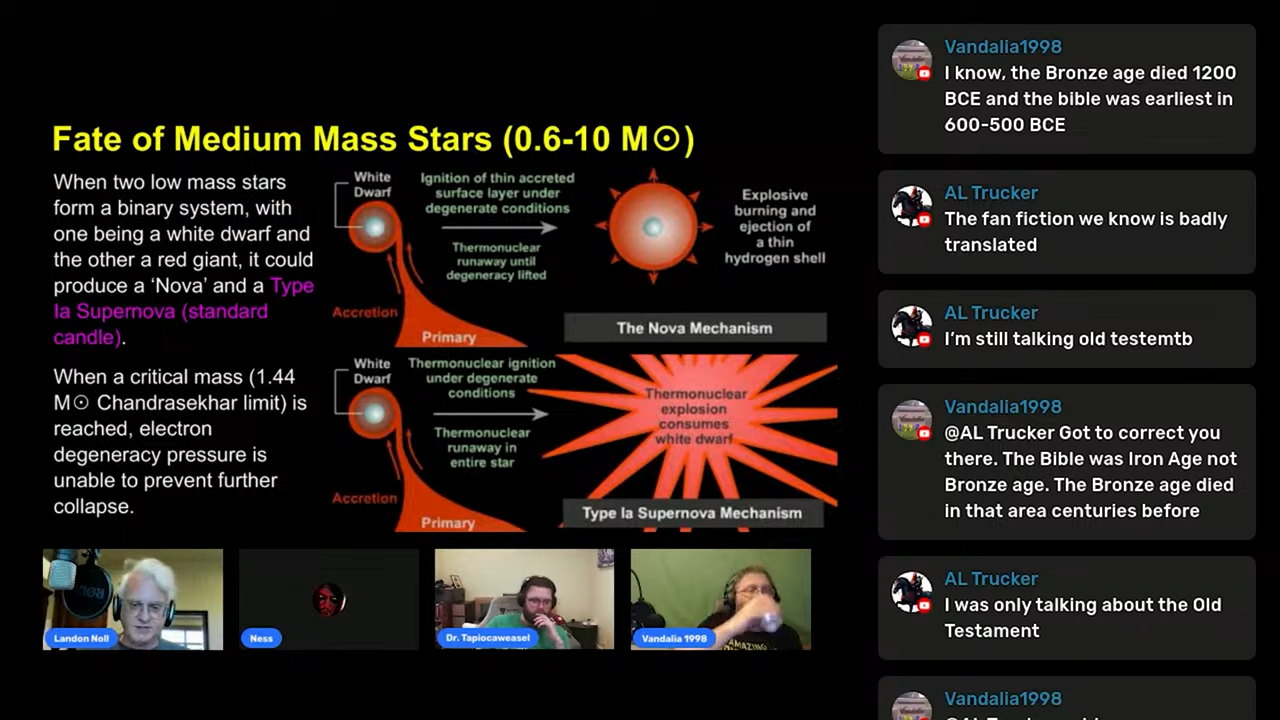 Fate of Medium Mass Stars (0.6-10 M☉)
When two low mass stars
form a binary system, with
one being a white dwarf and
the other a red giant, it could
produce a ‘Nova’ and a Type
Ia Supernova (standard
candle).
When a critical mass (1.44
M☉ Chandrasekhar limit) is
reached, electron
degeneracy pressure is
unable to prevent further
collapse.
White
Dwarf
Ignition of thin accreted
surface layer under
degenerate conditions
Thermonuclear
runaway until
degeneracy lifted
Explosive
burning and
ejection of
a thin
hydrogen shell
Accretion
Primary
The Nova Mechanism
White
Dwarf
Thermonuclear ignition
under degenerate
conditions
Thermonuclear
runaway in
entire star
Thermonuclear
explosion
consumes
white dwarf
Accretion
Primary
Type Ia Supernova Mechanism
Landon Noll
Ness
Dr. Tapiocaweasel
Vandalia 1998
AMAZING
Vandalia1998
I know, the Bronze age died 1200
BCE and the bible was earliest in
600-500 BCE
AL Trucker
The fan fiction we know is badly
translated
AL Trucker
I’m still talking old testemtb
Vandalia1998
@AL Trucker Got to correct you
there. The Bible was Iron Age not
Bronze age. The Bronze age died
in that area centuries before
AL Trucker
I was only talking about the Old
Testament
Vandalia1998